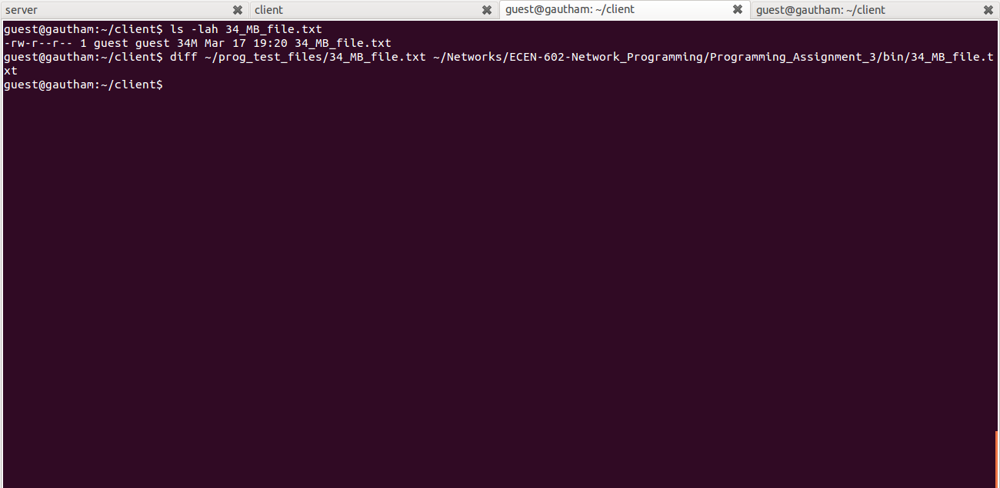 server
client
guest@gautham: ~/client
guest@gautham: ~/client
guest@gautham:~/client$ ls -lah 34_MB_file.txt
-rw-r--r-- 1 guest guest 34M Mar 17 19:20 34_MB_file.txt
guest@gautham:~/client$ diff ~/prog_test_files/34_MB_file.txt ~/Networks/ECEN-602-Network_Programming/Programming_Assignment_3/bin/34_MB_file.t
xt
guest@gautham:~/client$